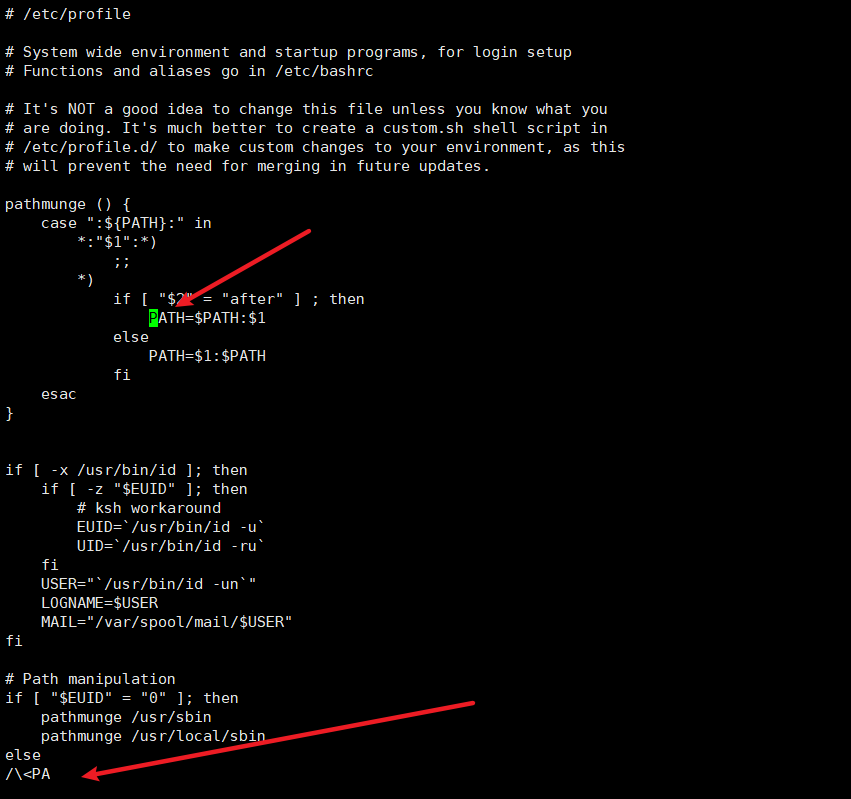 # /etc/profile

# System wide environment and startup programs, for login setup
# Functions and aliases go in /etc/bashrc

# It's NOT a good idea to change this file unless you know what you
# are doing. It's much better to create a custom.sh shell script in
# /etc/profile.d/ to make custom changes to your environment, as this
# will prevent the need for merging in future updates.

pathmunge () {
    case ":${PATH}:" in
        *:"$1":*)
            ;;
        *)
            if [ "$2" = "after" ] ; then
                PATH=$PATH:$1
            else
                PATH=$1:$PATH
            fi
    esac
}


if [ -x /usr/bin/id ]; then
    if [ -z "$EUID" ]; then
        # ksh workaround
        EUID=`/usr/bin/id -u`
        UID=`/usr/bin/id -ru`
    fi
    USER="`/usr/bin/id -un`"
    LOGNAME=$USER
    MAIL="/var/spool/mail/$USER"
fi

# Path manipulation
if [ "$EUID" = "0" ]; then
    pathmunge /usr/sbin
    pathmunge /usr/local/sbin
else
/\<PA